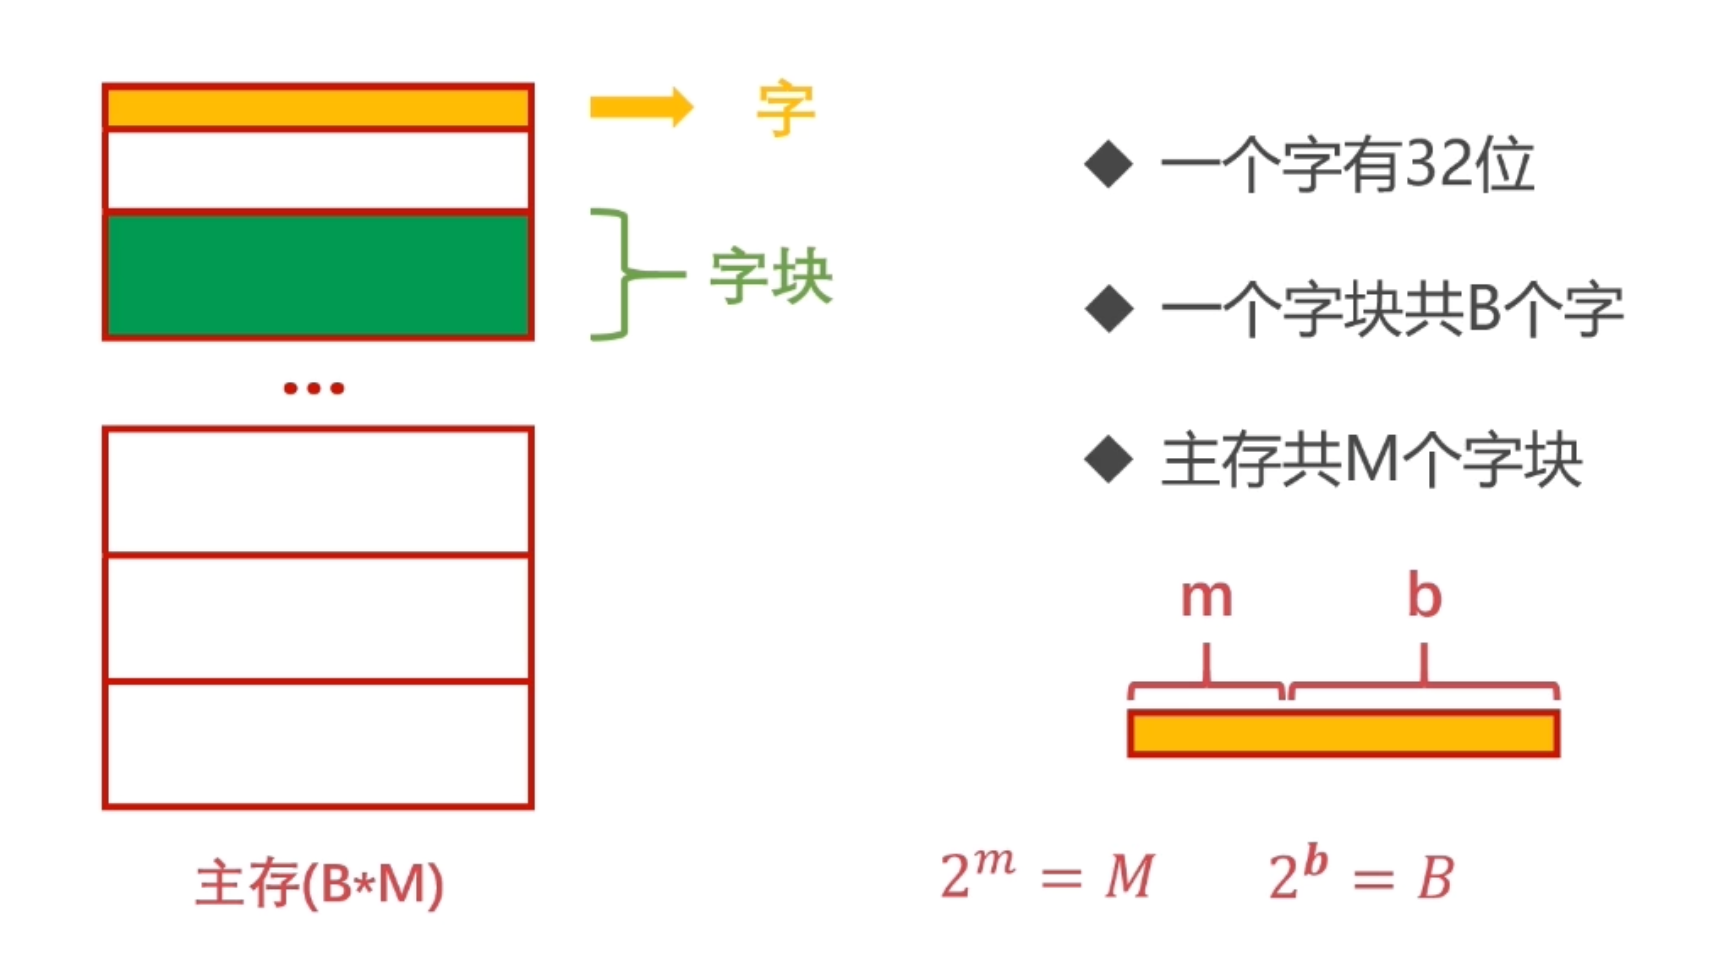 字
字块
...
主存(B*M)
◆ 一个字有32位
◆ 一个字块共B个字
◆ 主存共M个字块
m b
2^m = M 2^b = B